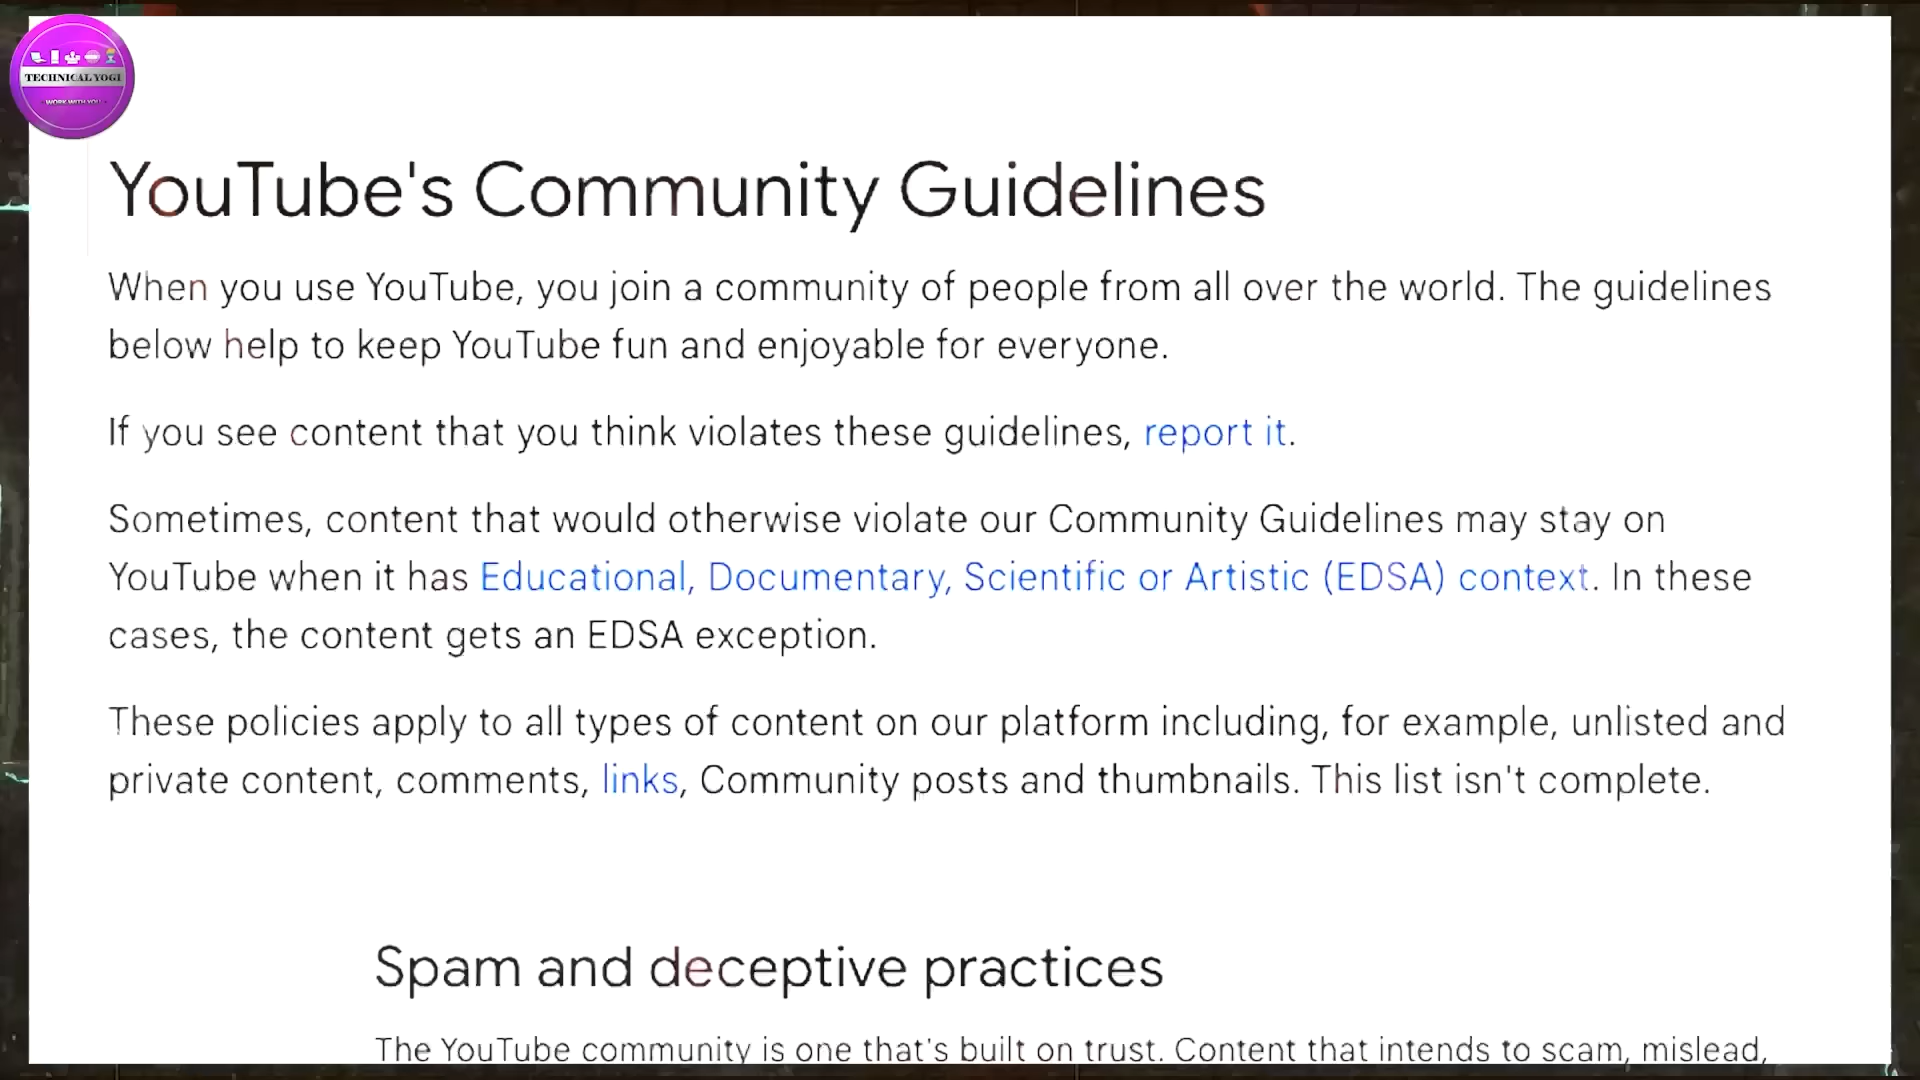 TECHNICAL YOGI
WORK WITH YOU
YouTube's Community Guidelines
When you use YouTube, you join a community of people from all over the world. The guidelines
below help to keep YouTube fun and enjoyable for everyone.
If you see content that you think violates these guidelines, report it.
Sometimes, content that would otherwise violate our Community Guidelines may stay on
YouTube when it has Educational, Documentary, Scientific or Artistic (EDSA) context. In these
cases, the content gets an EDSA exception.
These policies apply to all types of content on our platform including, for example, unlisted and
private content, comments, links, Community posts and thumbnails. This list isn't complete.
Spam and deceptive practices
The YouTube community is one that's built on trust. Content that intends to scam, mislead,